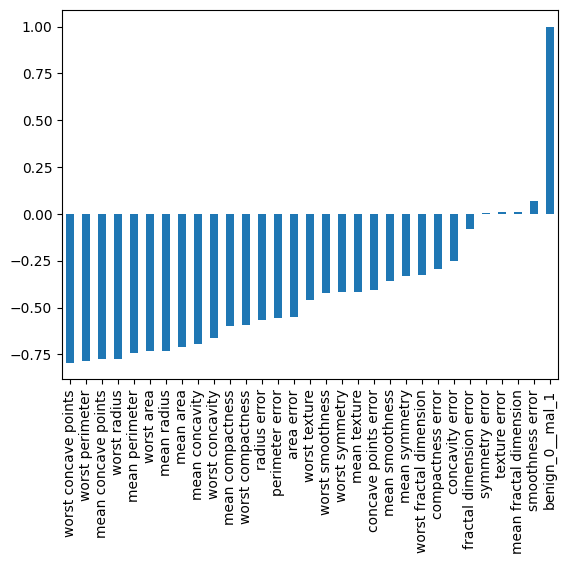 1.00
0.75
0.50
0.25
0.00
−0.25
−0.50
−0.75
worst concave points
worst perimeter
mean concave points
worst radius
mean perimeter
worst area
mean radius
mean area
mean concavity
worst concavity
mean compactness
worst compactness
radius error
perimeter error
area error
worst texture
worst smoothness
worst symmetry
mean texture
concave points error
mean smoothness
mean symmetry
worst fractal dimension
compactness error
concavity error
fractal dimension error
symmetry error
texture error
mean fractal dimension
smoothness error
benign_0__mal_1